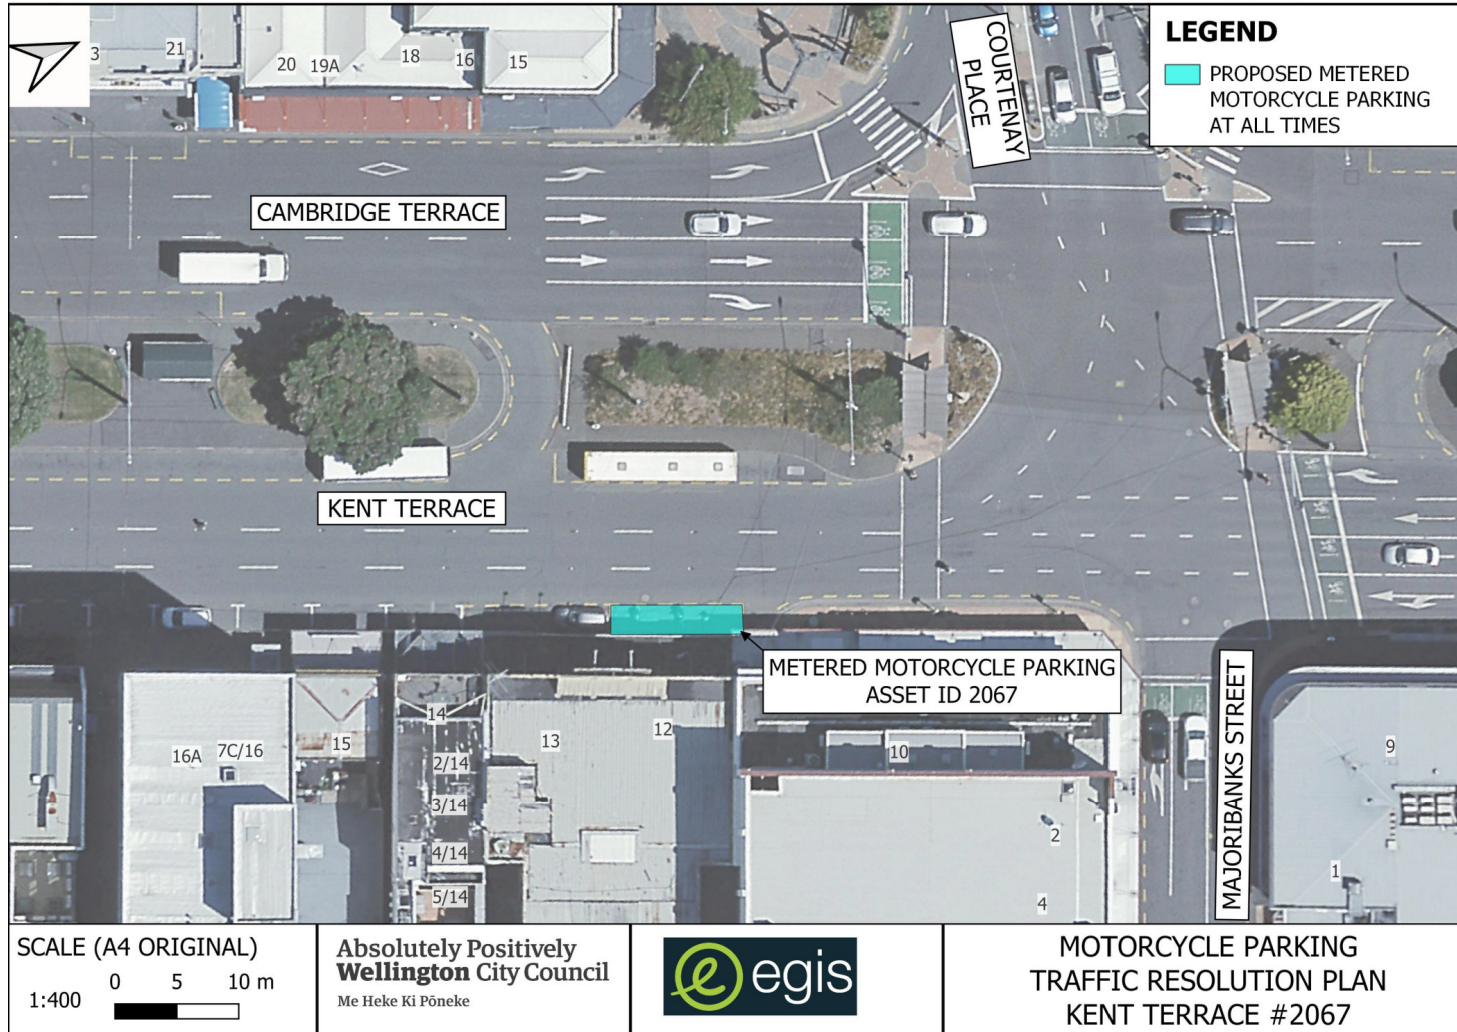 3
21
20
19A
18
16
15
COURTENAY
PLACE
LEGEND
PROPOSED METERED
MOTORCYCLE PARKING
AT ALL TIMES
CAMBRIDGE TERRACE
KENT TERRACE
METERED MOTORCYCLE PARKING
ASSET ID 2067
MAJORIBANKS STREET
16A
7C/16
15
14
2/14
3/14
4/14
5/14
13
12
10
2
4
9
1
SCALE (A4 ORIGINAL)
0 5 10 m
1:400
Absolutely Positively
Wellington City Council
Me Heke Ki Pōneke
e egis
MOTORCYCLE PARKING
TRAFFIC RESOLUTION PLAN
KENT TERRACE #2067